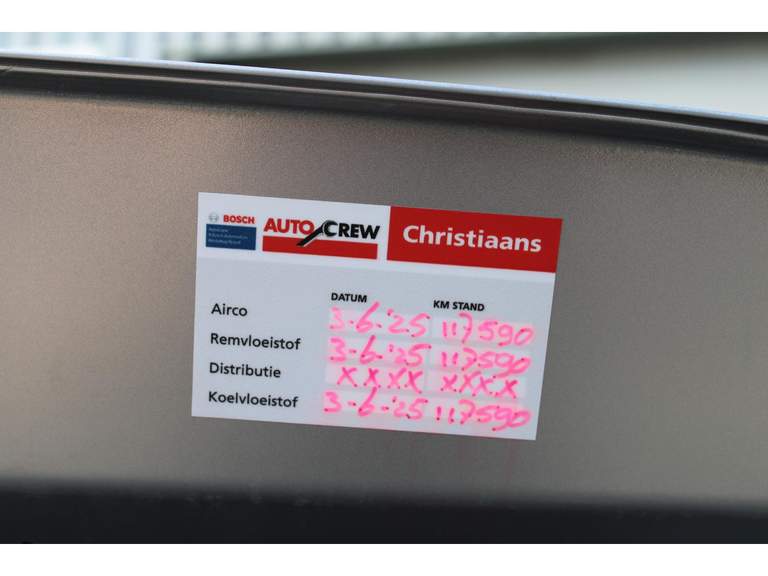 BOSCH AUTO CREW Christiaans
DATUM KM STAND
Airco 3-6-'25 117590
Remvloeistof 3-6-'25 117590
Distributie XXXX XXXX
Koelvloeistof 3-6-'25 117590